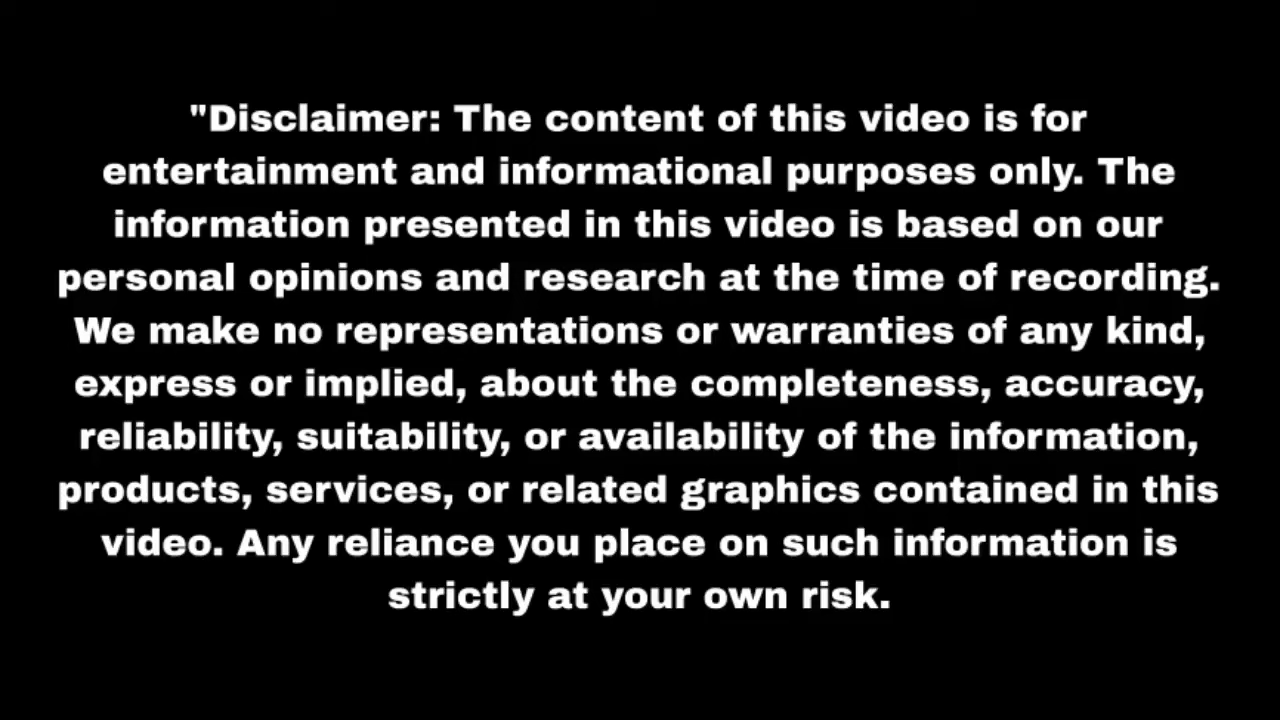 "Disclaimer: The content of this video is for
entertainment and informational purposes only. The
information presented in this video is based on our
personal opinions and research at the time of recording.
We make no representations or warranties of any kind,
express or implied, about the completeness, accuracy,
reliability, suitability, or availability of the information,
products, services, or related graphics contained in this
video. Any reliance you place on such information is
strictly at your own risk.